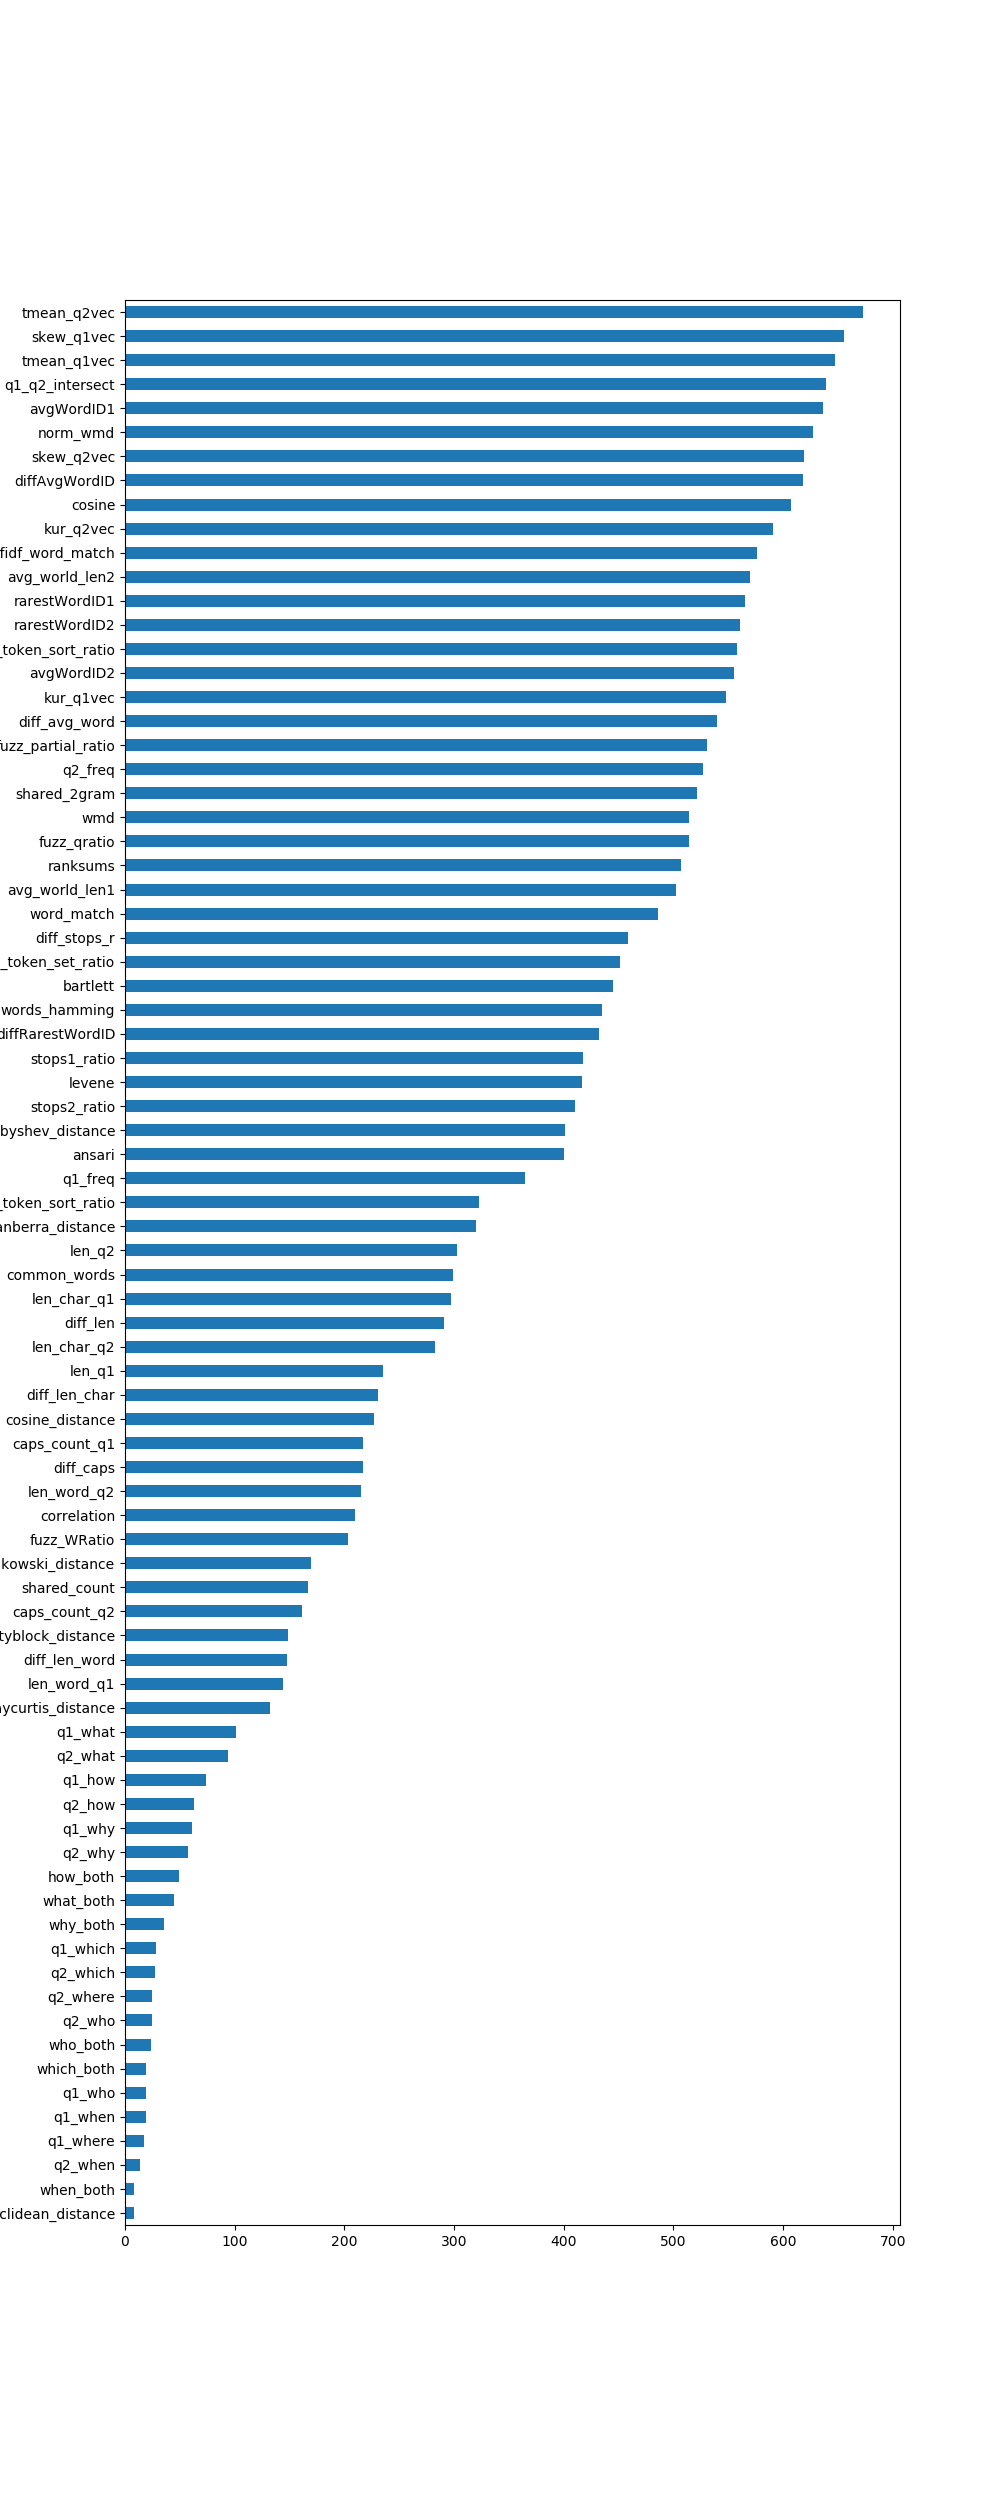 tmean_q2vec
skew_q1vec
tmean_q1vec
q1_q2_intersect
avgWordID1
norm_wmd
skew_q2vec
diffAvgWordID
cosine
kur_q2vec
fidf_word_match
avg_world_len2
rarestWordID1
rarestWordID2
_token_sort_ratio
avgWordID2
kur_q1vec
diff_avg_word
fuzz_partial_ratio
q2_freq
shared_2gram
wmd
fuzz_qratio
ranksums
avg_world_len1
word_match
diff_stops_r
_token_set_ratio
bartlett
words_hamming
diffRarestWordID
stops1_ratio
levene
stops2_ratio
byshev_distance
ansari
q1_freq
_token_sort_ratio
anberra_distance
len_q2
common_words
len_char_q1
diff_len
len_char_q2
len_q1
diff_len_char
cosine_distance
caps_count_q1
diff_caps
len_word_q2
correlation
fuzz_WRatio
kowski_distance
shared_count
caps_count_q2
tyblock_distance
diff_len_word
len_word_q1
aycurtis_distance
q1_what
q2_what
q1_how
q2_how
q1_why
q2_why
how_both
what_both
why_both
q1_which
q2_which
q2_where
q2_who
who_both
which_both
q1_who
q1_when
q1_where
q2_when
when_both
clidean_distance
0 100 200 300 400 500 600 700